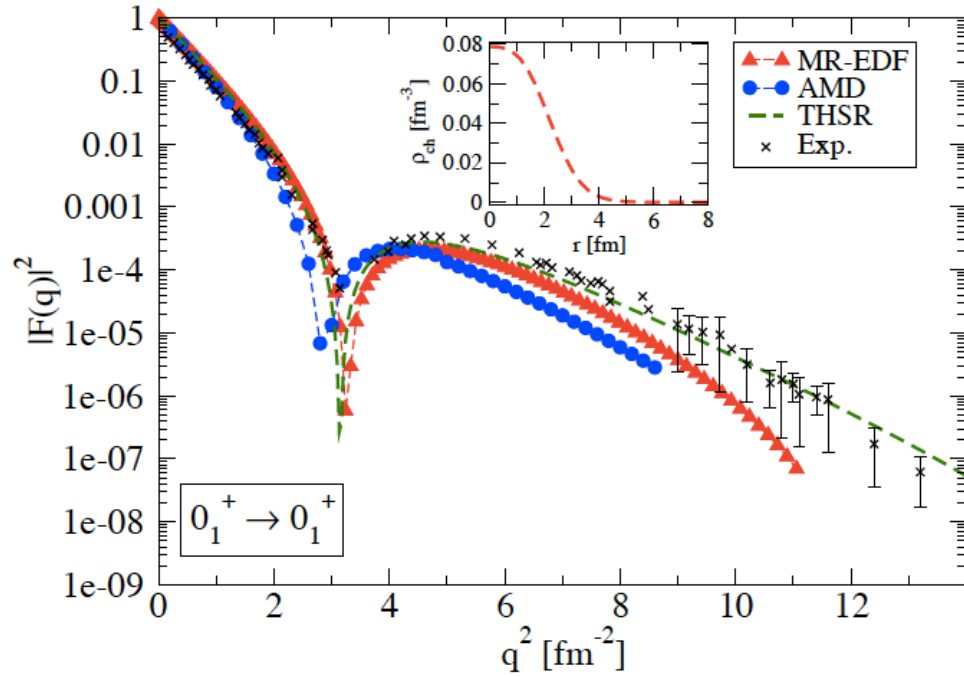 1
0.1
0.01
0.001
1e-04
1e-05
1e-06
1e-07
1e-08
1e-09
|F(q)|²
0 2 4 6 8 10 12
q² [fm⁻²]
0₁⁺ → 0₁⁺
0.08
0.06
0.04
0.02
0
ρch [fm⁻³]
0 2 4 6 8
r [fm]
MR-EDF
AMD
THSR
Exp.